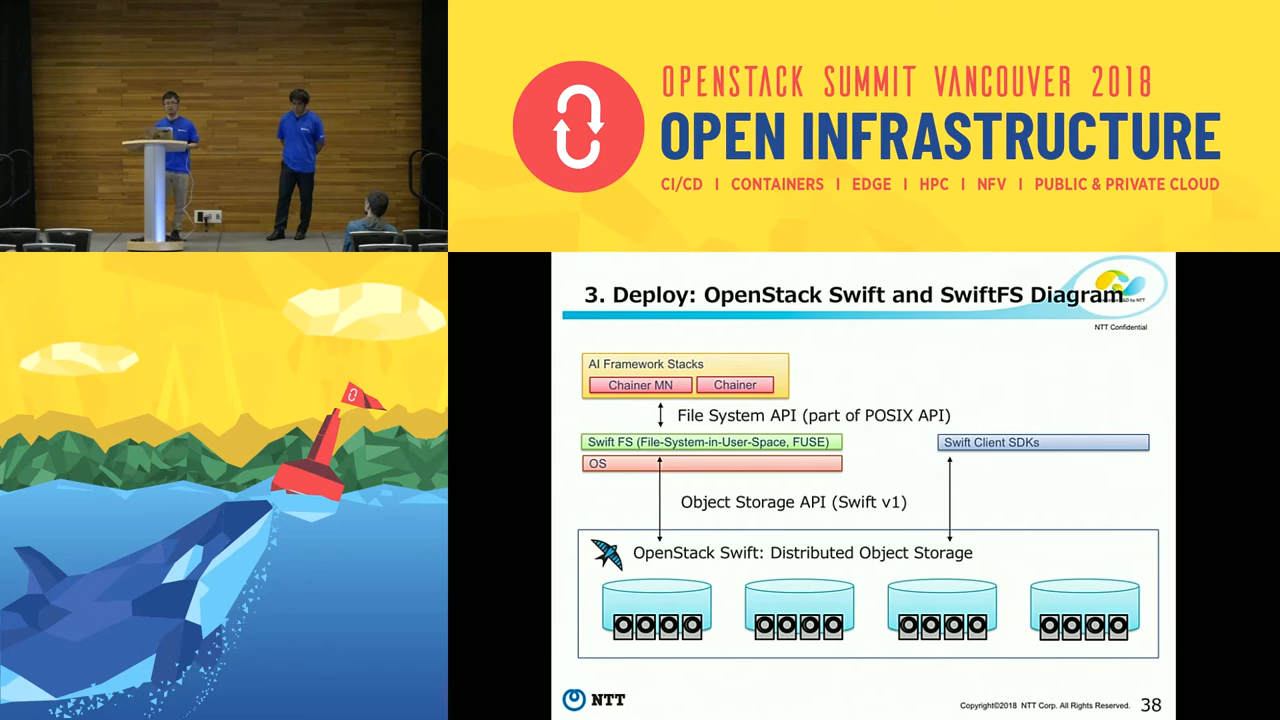 OPENSTACK SUMMIT VANCOUVER 2018
OPEN INFRASTRUCTURE
CI/CD I CONTAINERS I EDGE I HPC I NFV I PUBLIC & PRIVATE CLOUD
3. Deploy: OpenStack Swift and SwiftFS Diagram
NTT Confidential
AI Framework Stacks
Chainer MN Chainer
File System API (part of POSIX API)
Swift FS (File-System-in-User-Space, FUSE) Swift Client SDKs
OS
Object Storage API (Swift v1)
OpenStack Swift: Distributed Object Storage
NTT
Copyright©2018 NTT Corp. All Rights Reserved. 38